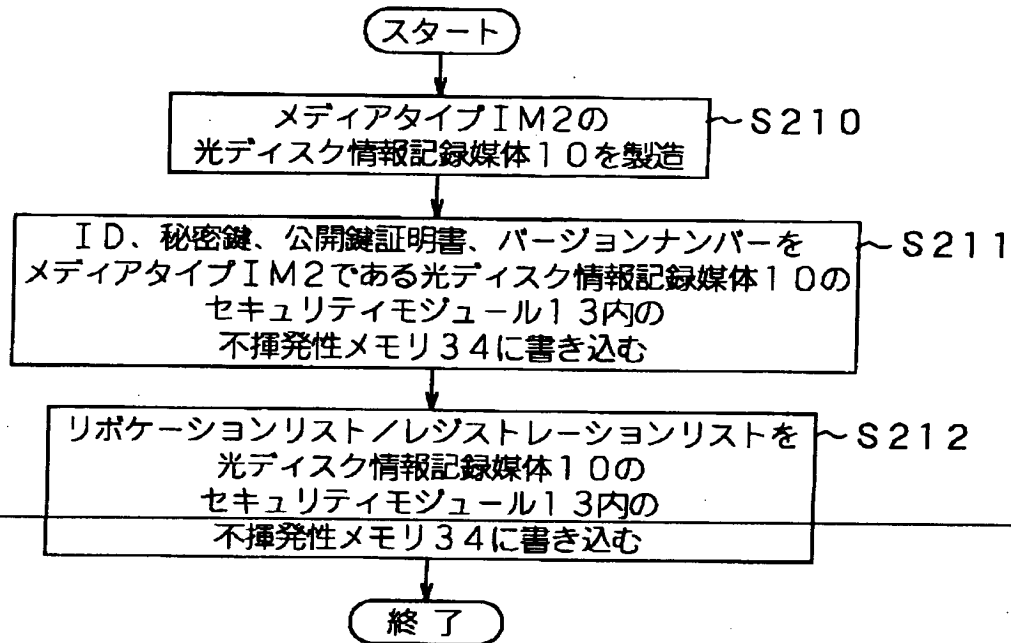 スタート
メディアタイプIM2の
光ディスク情報記録媒体10を製造
~S210
ID、秘密鍵、公開鍵証明書、バージョンナンバーを
メディアタイプIM2である光ディスク情報記録媒体10の
セキュリティモジュール13内の
不揮発性メモリ34に書き込む
~S211
リボケーションリスト/レジストレーションリストを
光ディスク情報記録媒体10の
セキュリティモジュール13内の
不揮発性メモリ34に書き込む
~S212
終了